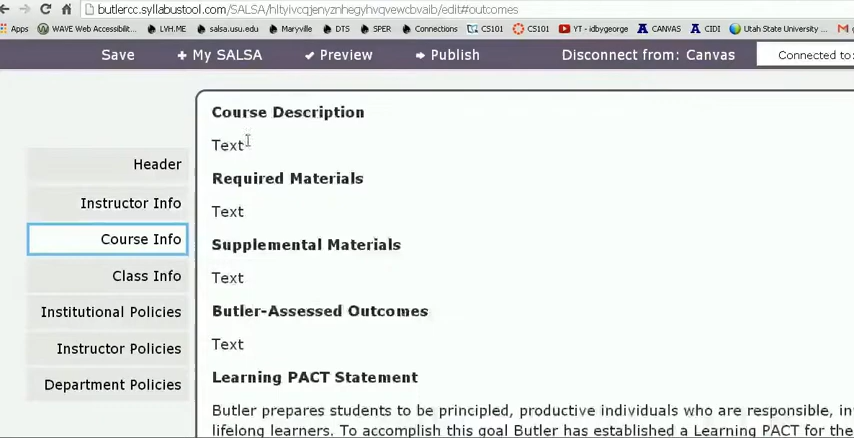 butlercc.syllabustool.com/SALSA/hltyivcqjenyznhegyhvqvewcbvaib/edit#outcomes
Apps WAVE Web Accessibilit... LVH.ME salsa.usu.edu Maryville DTS SPER Connections CS101 CS101 YT - idbygeorge CANVAS CIDI Utah State University ...
Save + My SALSA ✔ Preview ➡ Publish Disconnect from: Canvas Connected to:
Course Description
Text
Header
Required Materials
Instructor Info
Text
Course Info
Supplemental Materials
Class Info
Text
Institutional Policies
Butler-Assessed Outcomes
Instructor Policies
Text
Department Policies
Learning PACT Statement
Butler prepares students to be principled, productive individuals who are responsible, in
lifelong learners. To accomplish this goal Butler has established a Learning PACT for the